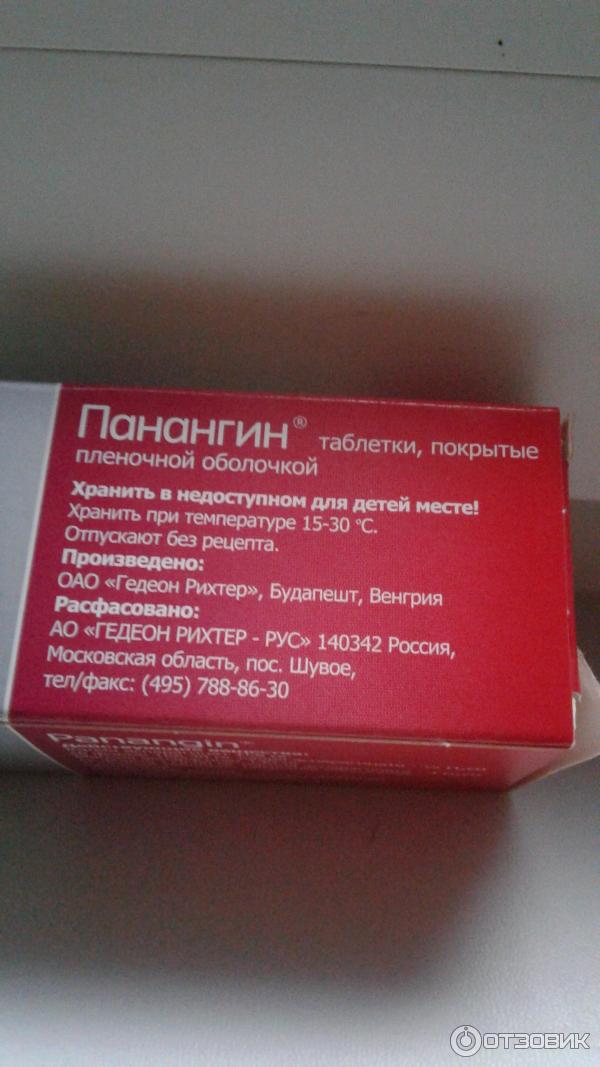 Панангин® таблетки, покрытые
пленочной оболочкой
Хранить в недоступном для детей месте!
Хранить при температуре 15-30 °С.
Отпускают без рецепта.
Произведено:
ОАО «Гедеон Рихтер», Будапешт, Венгрия
Расфасовано:
АО «ГЕДЕОН РИХТЕР - РУС» 140342 Россия,
Московская область, пос. Шувое,
тел/факс: (495) 788-86-30
Panangin
ОТЗОВИК